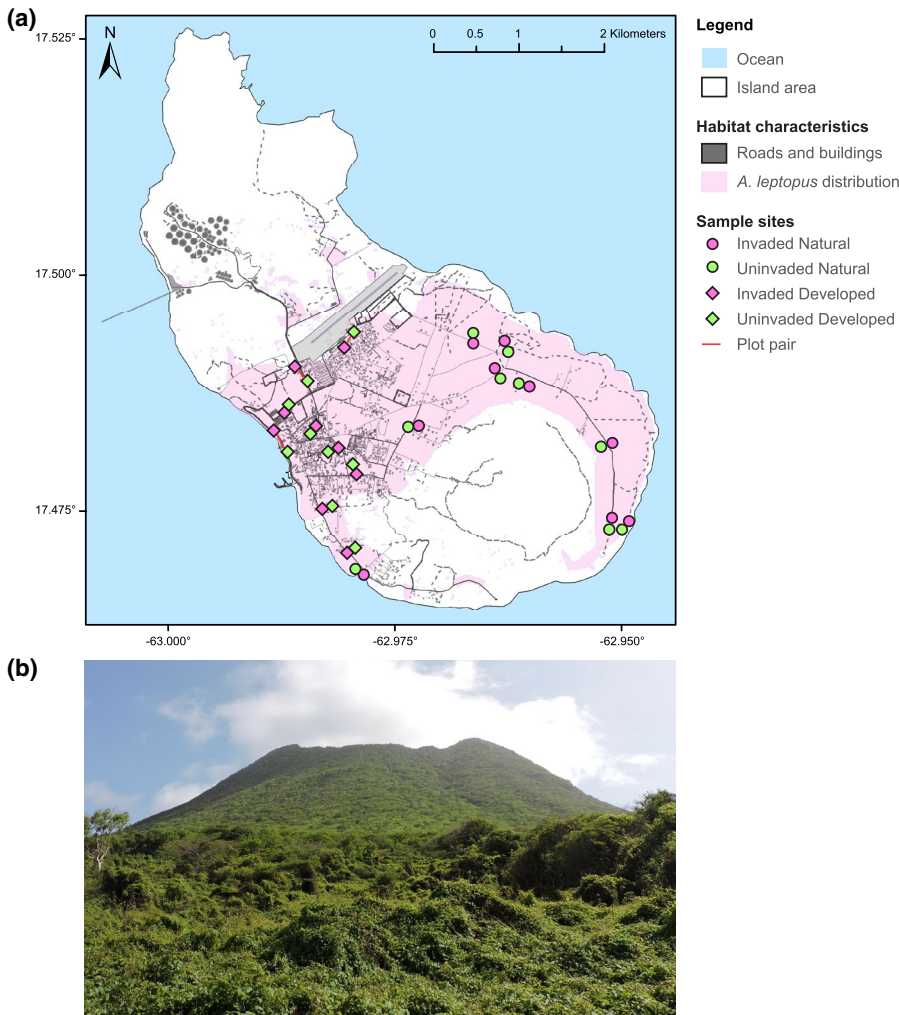 (a)
17.525°
17.500°
17.475°
N
0 0.5 1 2 Kilometers
-63.000° -62.975° -62.950°
Legend
Ocean
Island area
Habitat characteristics
Roads and buildings
A. leptopus distribution
Sample sites
Invaded Natural
Uninvaded Natural
Invaded Developed
Uninvaded Developed
Plot pair
(b)